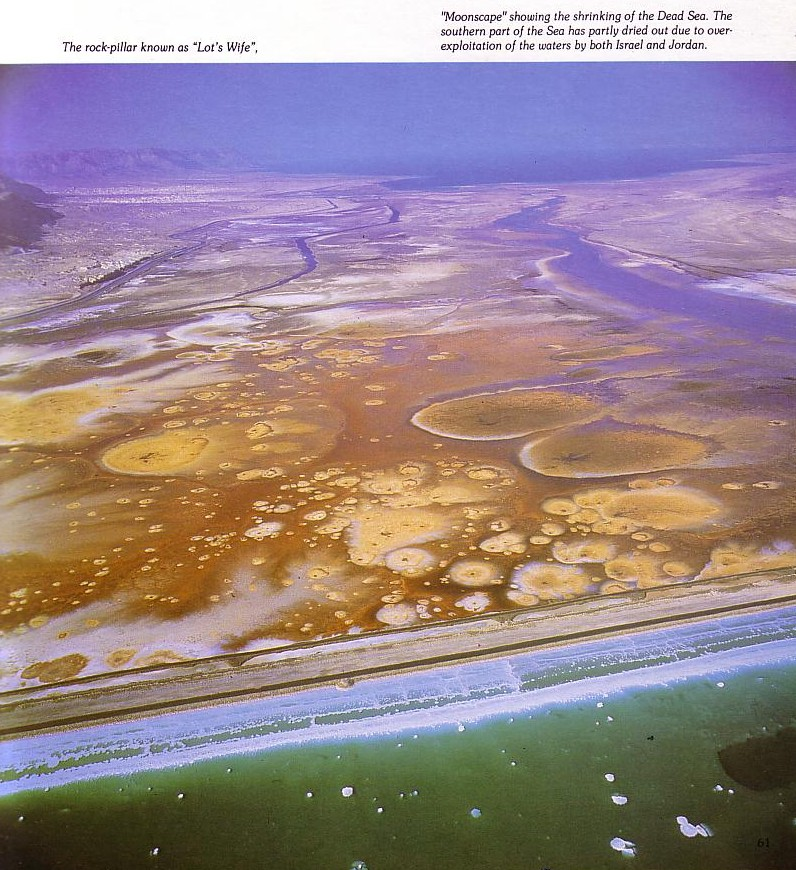 The rock-pillar known as "Lot's Wife",
"Moonscape" showing the shrinking of the Dead Sea. The
southern part of the Sea has partly dried out due to over-
exploitation of the waters by both Israel and Jordan.
61